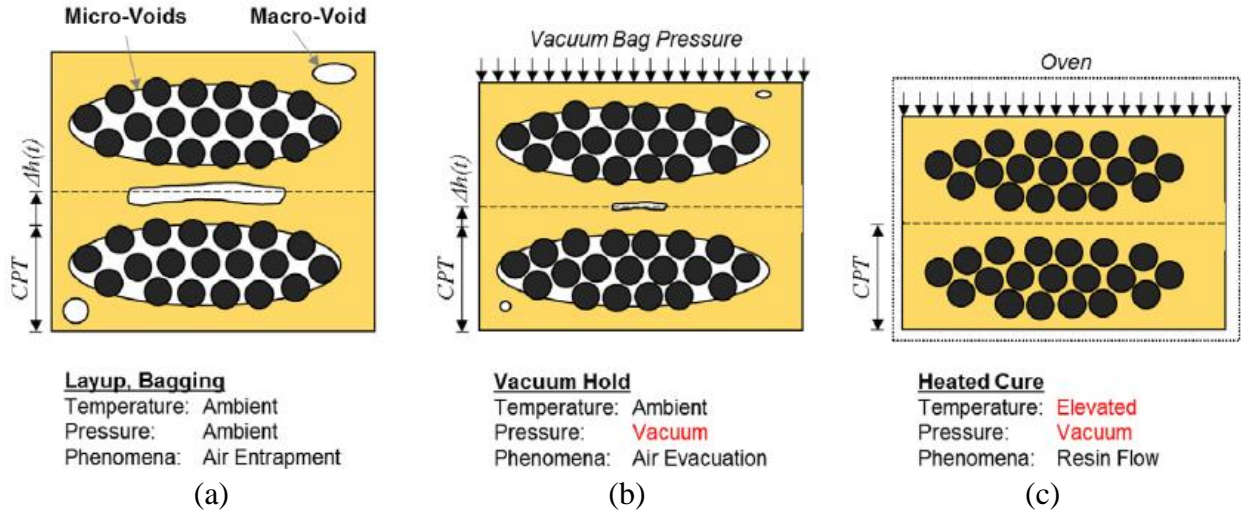 Micro-Voids
Macro-Void
Δh(t)
CPT
Layup, Bagging
Temperature: Ambient
Pressure: Ambient
Phenomena: Air Entrapment
(a)
Vacuum Bag Pressure
Δh(t)
CPT
Vacuum Hold
Temperature: Ambient
Pressure: Vacuum
Phenomena: Air Evacuation
(b)
Oven
CPT
Heated Cure
Temperature: Elevated
Pressure: Vacuum
Phenomena: Resin Flow
(c)